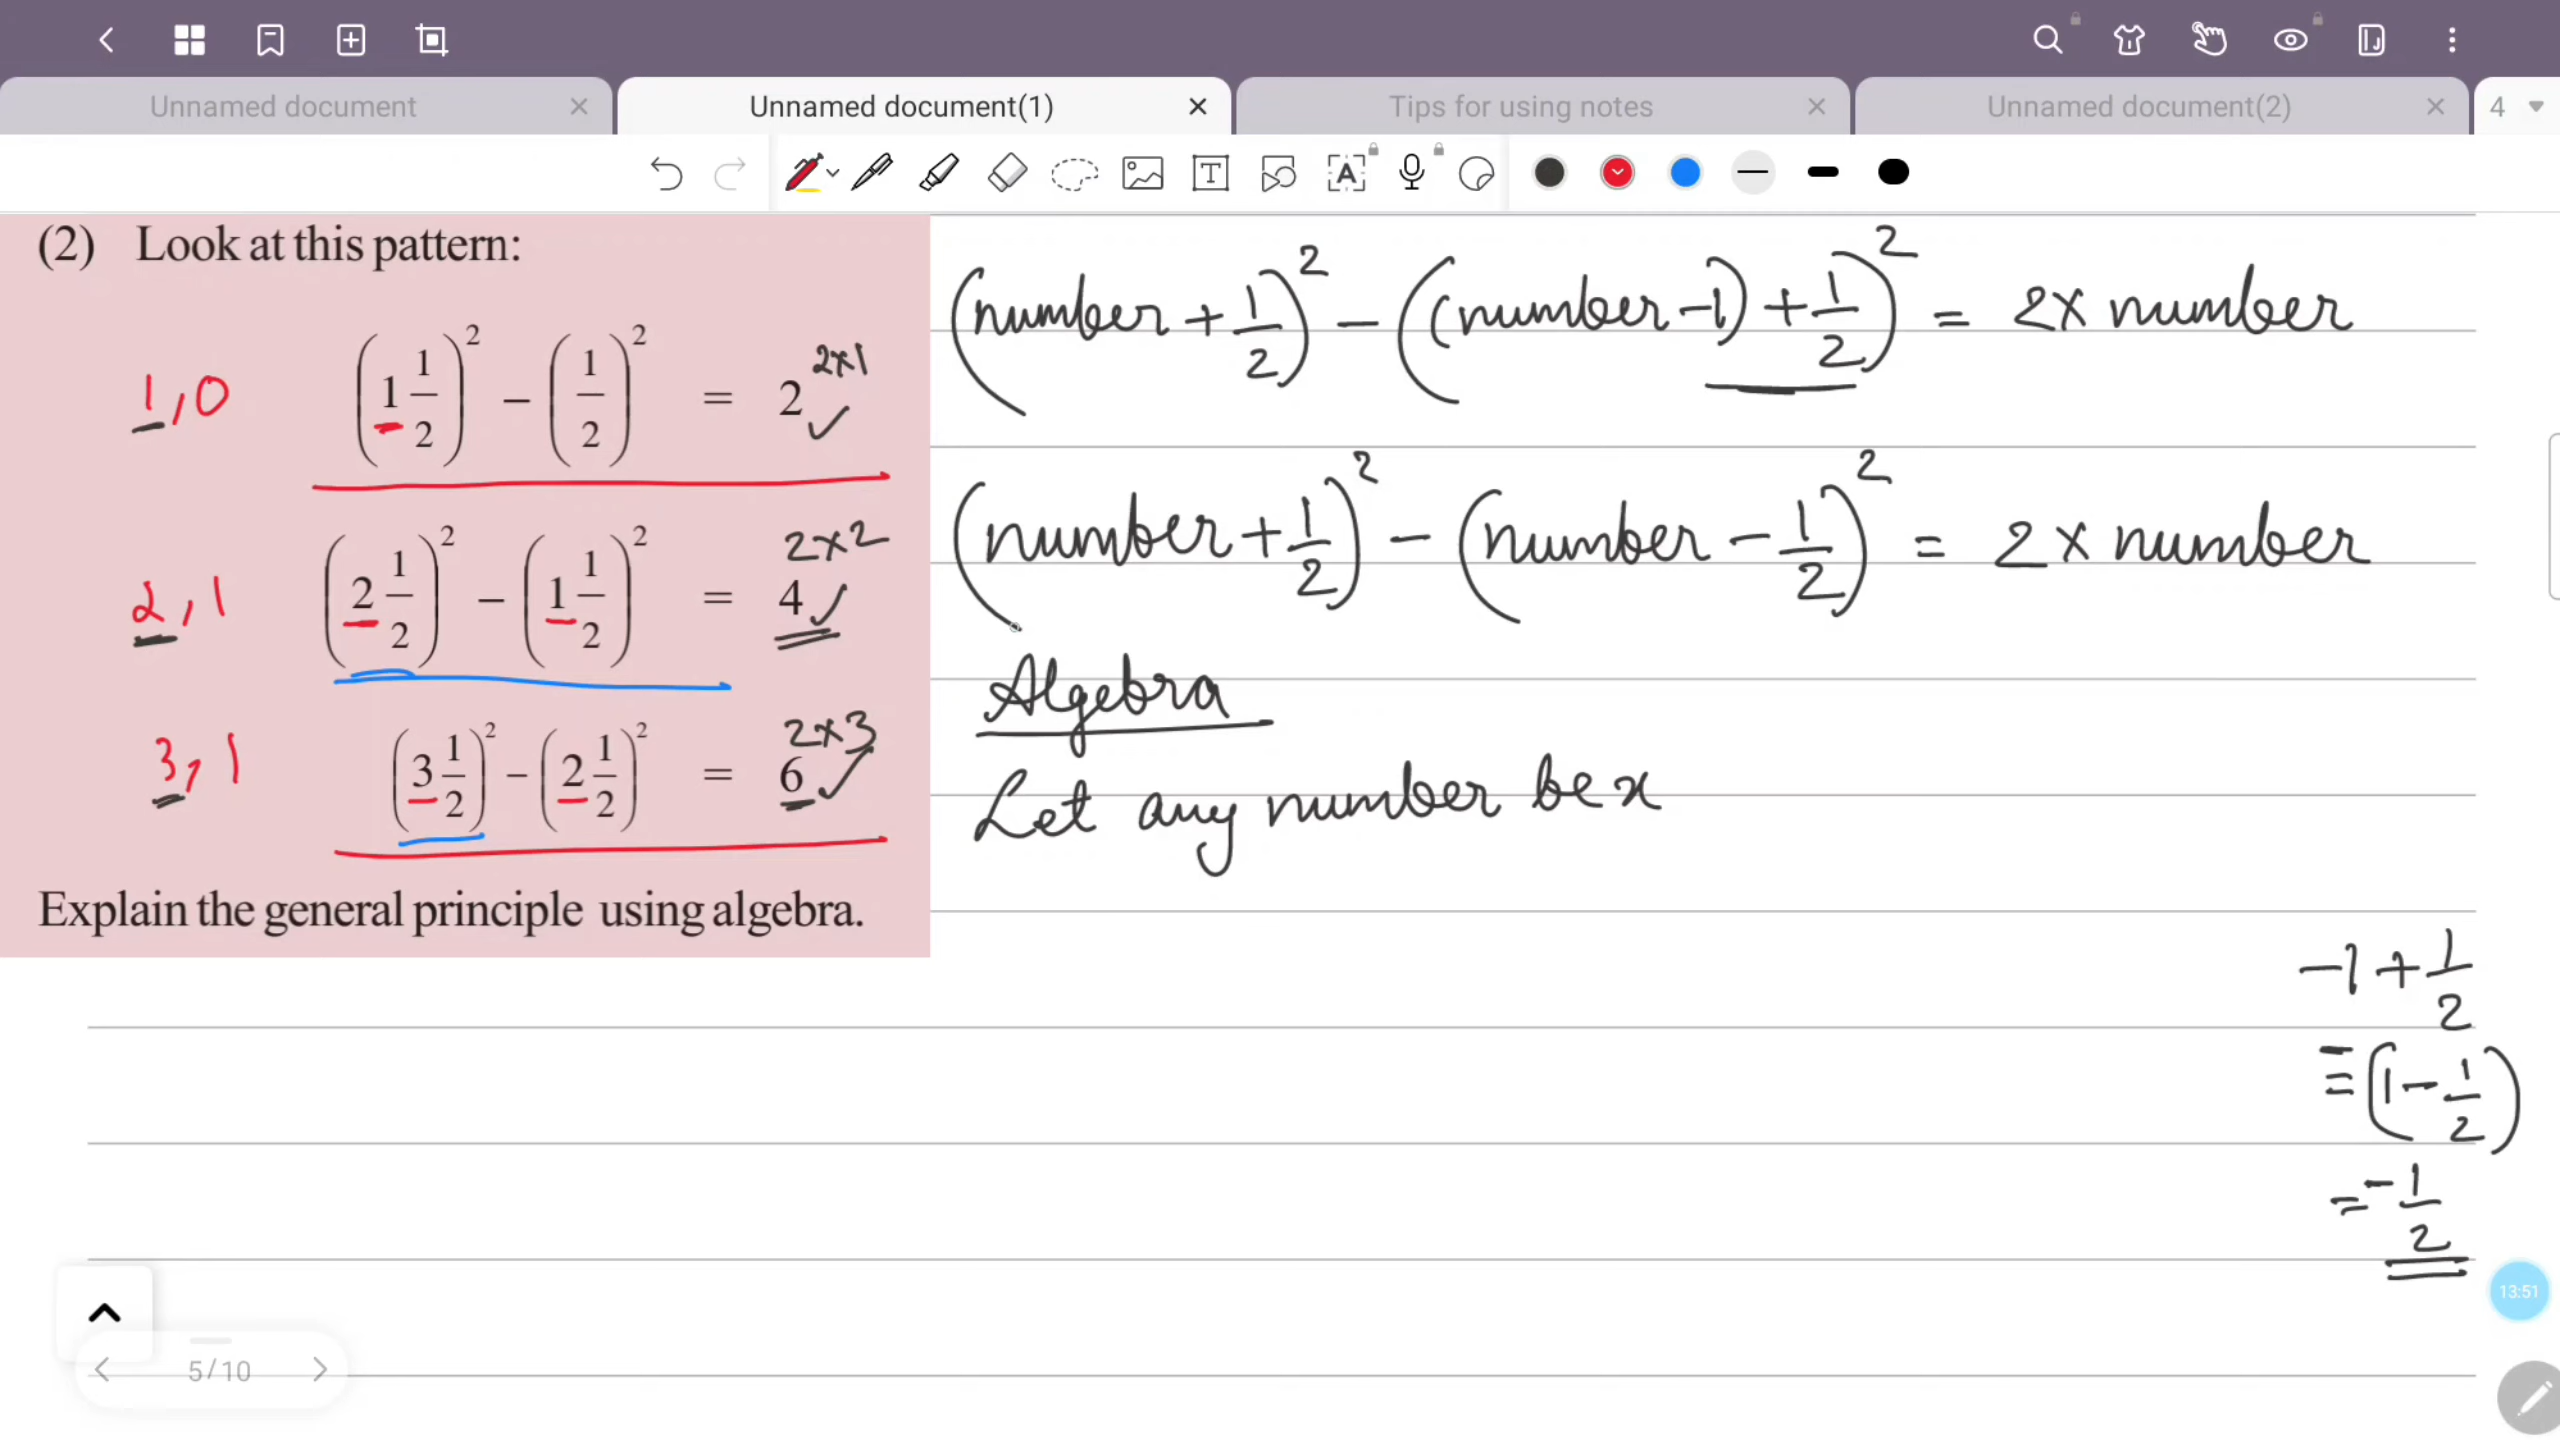 Unnamed document
Unnamed document(1)
Tips for using notes
Unnamed document(2)
4
(2) Look at this pattern:
1,0 (1 1/2)² − (1/2)² = 2 2×1
2,1 (2 1/2)² − (1 1/2)² = 4 2×2
3,1 (3 1/2)² − (2 1/2)² = 6 2×3
Explain the general principle using algebra.
(number + 1/2)² − ((number −1) + 1/2)² = 2× number
(number + 1/2)² − (number − 1/2)² = 2 × number
Algebra
Let any number be x
−1 + 1/2
= −(1 − 1/2)
= −1/2
13:51
5/10